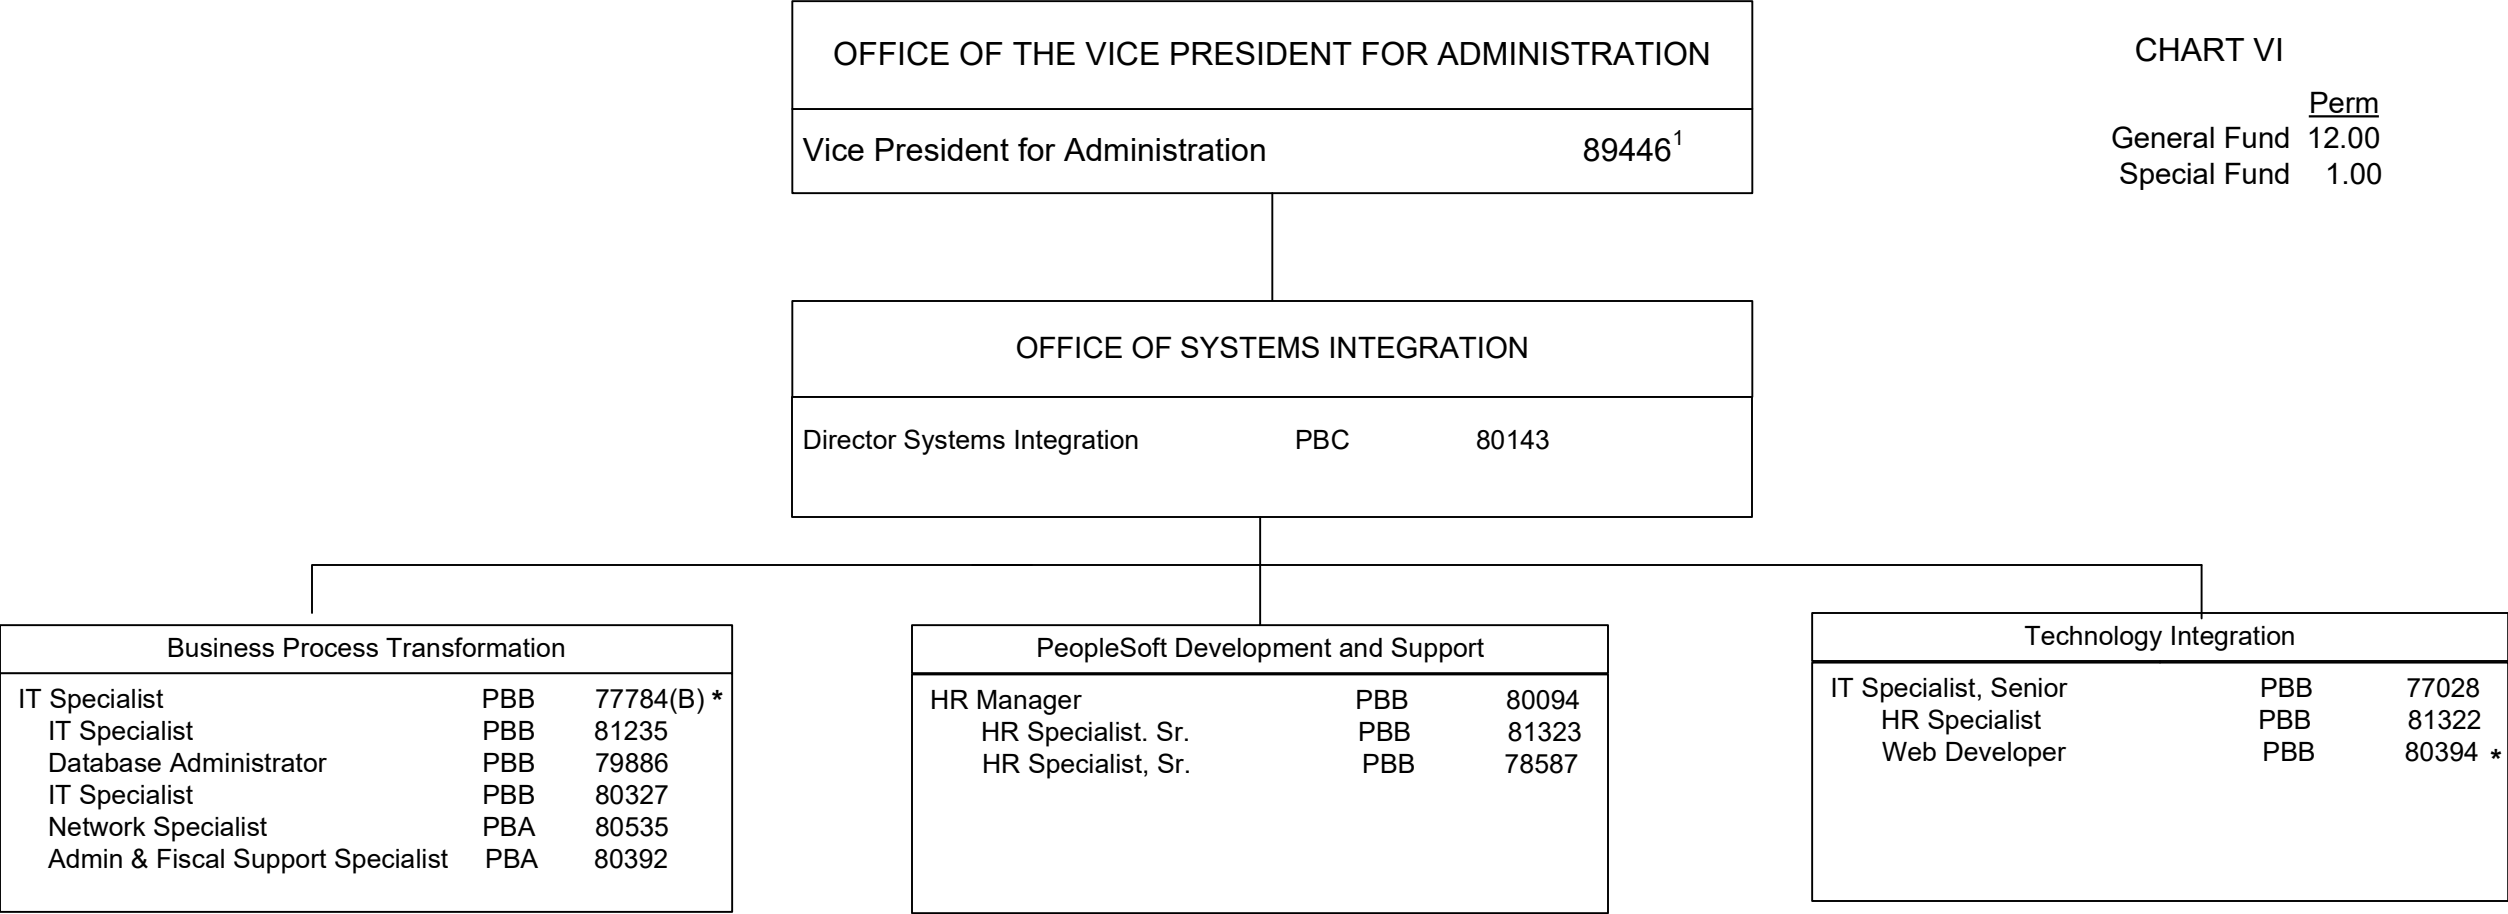 OFFICE OF THE VICE PRESIDENT FOR ADMINISTRATION
Vice President for Administration 89446¹
CHART VI
Perm
General Fund 12.00
Special Fund 1.00
OFFICE OF SYSTEMS INTEGRATION
Director Systems Integration PBC 80143
Business Process Transformation
IT Specialist PBB 77784(B) *
IT Specialist PBB 81235
Database Administrator PBB 79886
IT Specialist PBB 80327
Network Specialist PBA 80535
Admin & Fiscal Support Specialist PBA 80392
PeopleSoft Development and Support
HR Manager PBB 80094
HR Specialist. Sr. PBB 81323
HR Specialist, Sr. PBB 78587
Technology Integration
IT Specialist, Senior PBB 77028
HR Specialist PBB 81322
Web Developer PBB 80394 *